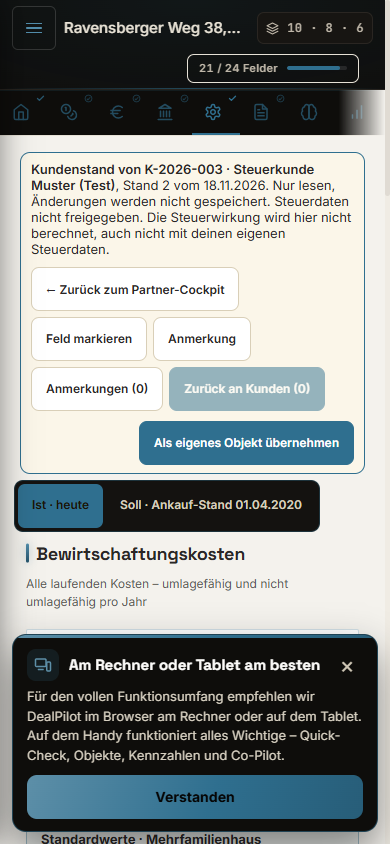 Ravensberger Weg 38,...
10 · 8 · 6
21 / 24 Felder
Kundenstand von K-2026-003 · Steuerkunde
Muster (Test), Stand 2 vom 18.11.2026. Nur lesen,
Änderungen werden nicht gespeichert. Steuerdaten
nicht freigegeben. Die Steuerwirkung wird hier nicht
berechnet, auch nicht mit deinen eigenen
Steuerdaten.
← Zurück zum Partner-Cockpit
Feld markieren
Anmerkung
Anmerkungen (0)
Zurück an Kunden (0)
Als eigenes Objekt übernehmen
Ist · heute
Soll · Ankauf-Stand 01.04.2020
Bewirtschaftungskosten
Alle laufenden Kosten – umlagefähig und nicht
umlagefähig pro Jahr
Am Rechner oder Tablet am besten ×
Für den vollen Funktionsumfang empfehlen wir
DealPilot im Browser am Rechner oder auf dem Tablet.
Auf dem Handy funktioniert alles Wichtige – Quick-
Check, Objekte, Kennzahlen und Co-Pilot.
Verstanden
Standardwerte · Mehrfamilienhaus